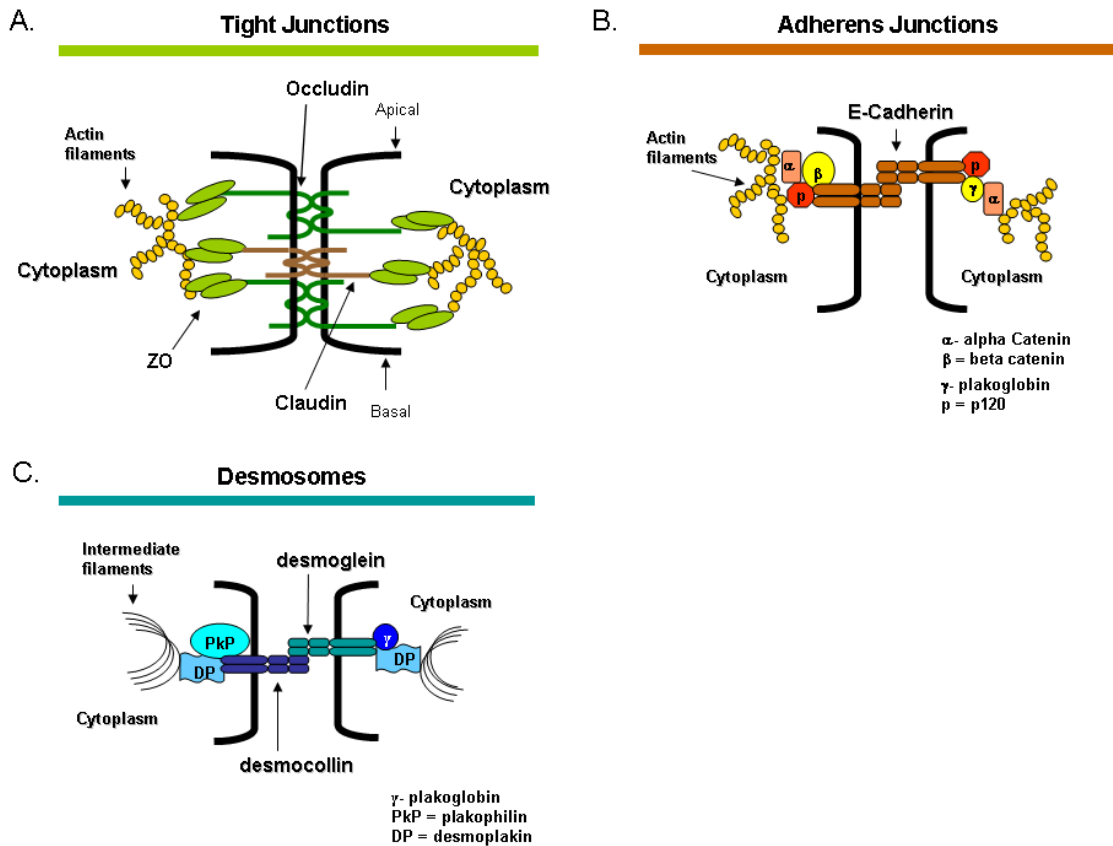 A.
Tight Junctions
Occludin
Apical
Actin
filaments
Cytoplasm
Cytoplasm
ZO
Claudin
Basal
B.
Adherens Junctions
E-Cadherin
Actin
filaments
α
β
p
p
γ
α
Cytoplasm
Cytoplasm
α- alpha Catenin
β = beta catenin
γ- plakoglobin
p = p120
C.
Desmosomes
Intermediate
filaments
desmoglein
Cytoplasm
PkP
γ
DP
DP
Cytoplasm
desmocollin
γ- plakoglobin
PkP = plakophilin
DP = desmoplakin